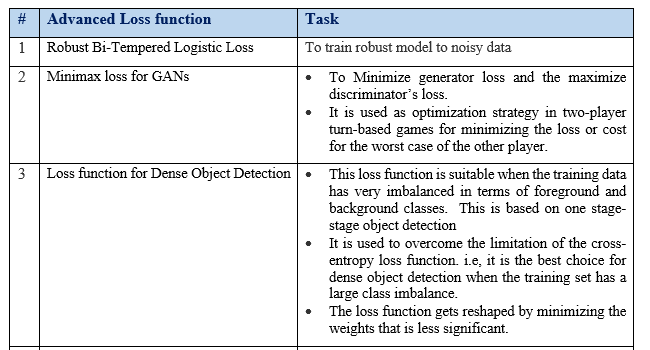 # Advanced Loss function Task
1 Robust Bi-Tempered Logistic Loss To train robust model to noisy data
2 Minimax loss for GANs • To Minimize generator loss and the maximize
discriminator's loss.
• It is used as optimization strategy in two-player
turn-based games for minimizing the loss or cost
for the worst case of the other player.
3 Loss function for Dense Object Detection • This loss function is suitable when the training data
has very imbalanced in terms of foreground and
background classes. This is based on one stage-
stage object detection
• It is used to overcome the limitation of the cross-
entropy loss function. i.e, it is the best choice for
dense object detection when the training set has a
large class imbalance.
• The loss function gets reshaped by minimizing the
weights that is less significant.